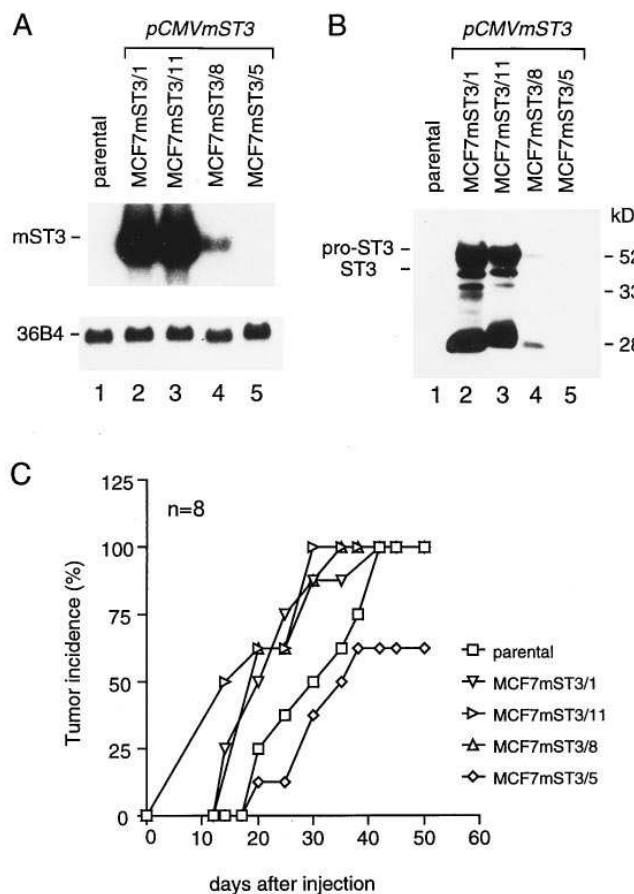 A
pCMVmST3
parental
MCF7mST3/1
MCF7mST3/11
MCF7mST3/8
MCF7mST3/5
mST3
36B4
1 2 3 4 5
B
pCMVmST3
parental
MCF7mST3/1
MCF7mST3/11
MCF7mST3/8
MCF7mST3/5
kD
pro-ST3
ST3
52
33
28
1 2 3 4 5
C
n=8
Tumor incidence (%)
125
100
75
50
25
0
0 10 20 30 40 50 60
days after injection
parental
MCF7mST3/1
MCF7mST3/11
MCF7mST3/8
MCF7mST3/5